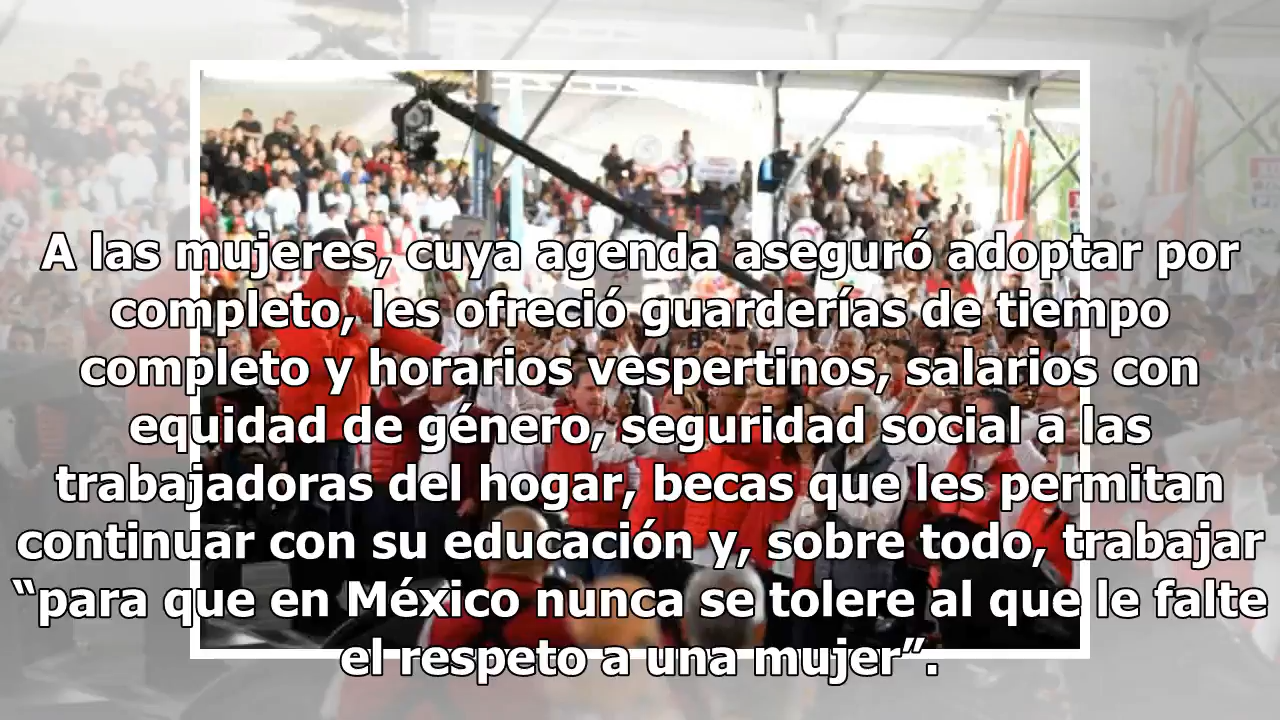 A las mujeres, cuya agenda aseguró adoptar por
completo, les ofreció guarderías de tiempo
completo y horarios vespertinos, salarios con
equidad de género, seguridad social a las
trabajadoras del hogar, becas que les permitan
continuar con su educación y, sobre todo, trabajar
“para que en México nunca se tolere al que le falte
el respeto a una mujer”.